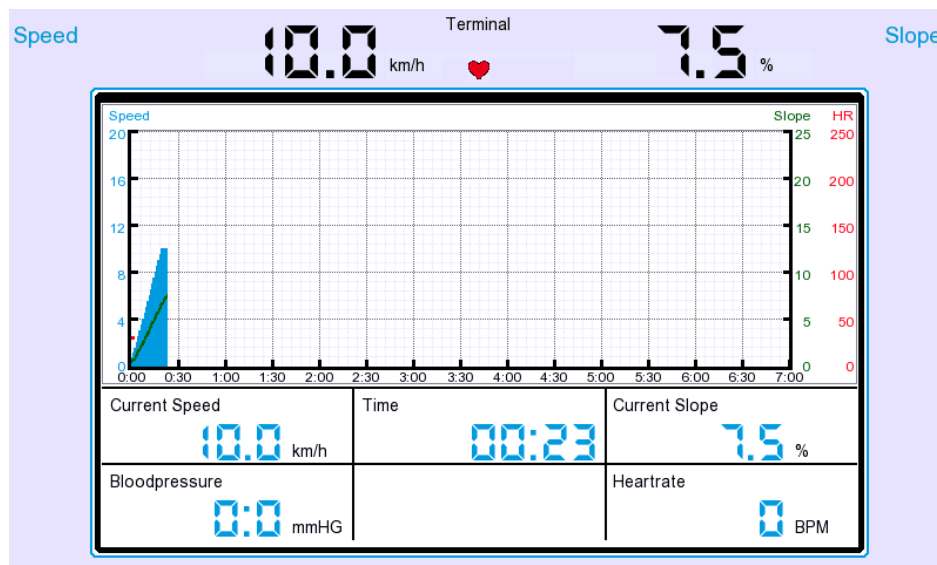 Speed 10.0 km/h Terminal 7.5 % Slope
Speed Slope HR
20 25 250
16 20 200
12 15 150
8 10 100
4 5 50
0 0 0
0:00 0:30 1:00 1:30 2:00 2:30 3:00 3:30 4:00 4:30 5:00 5:30 6:00 6:30 7:00
Current Speed Time Current Slope
10.0 km/h 00:23 7.5 %
Bloodpressure Heartrate
0:0 mmHG 0 BPM